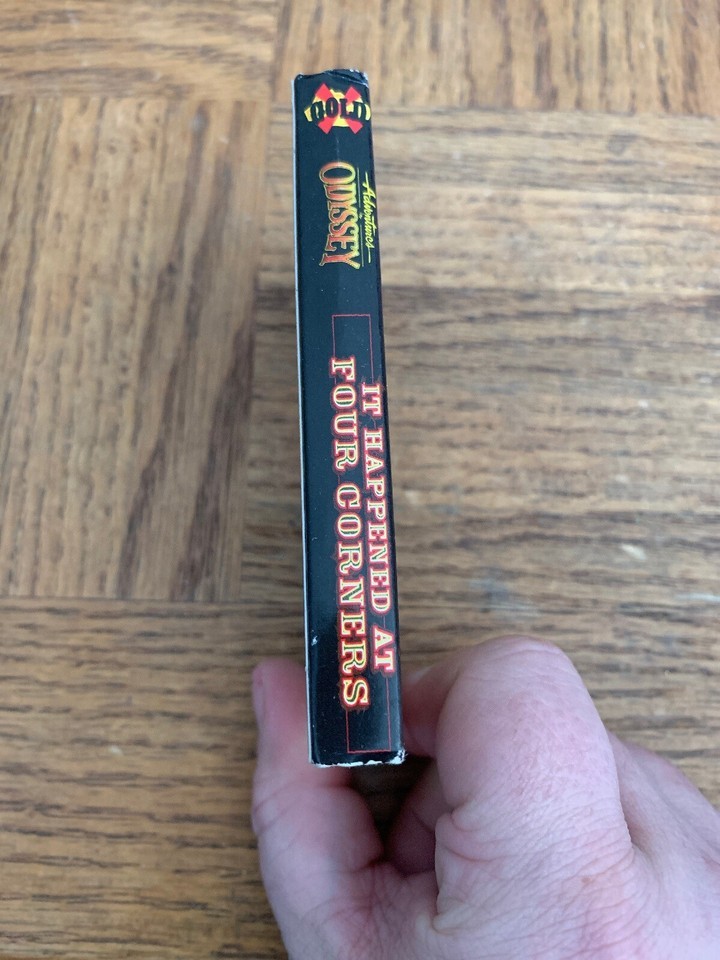 GOLD
Adventures
in
ODYSSEY
IT HAPPENED AT
FOUR CORNERS